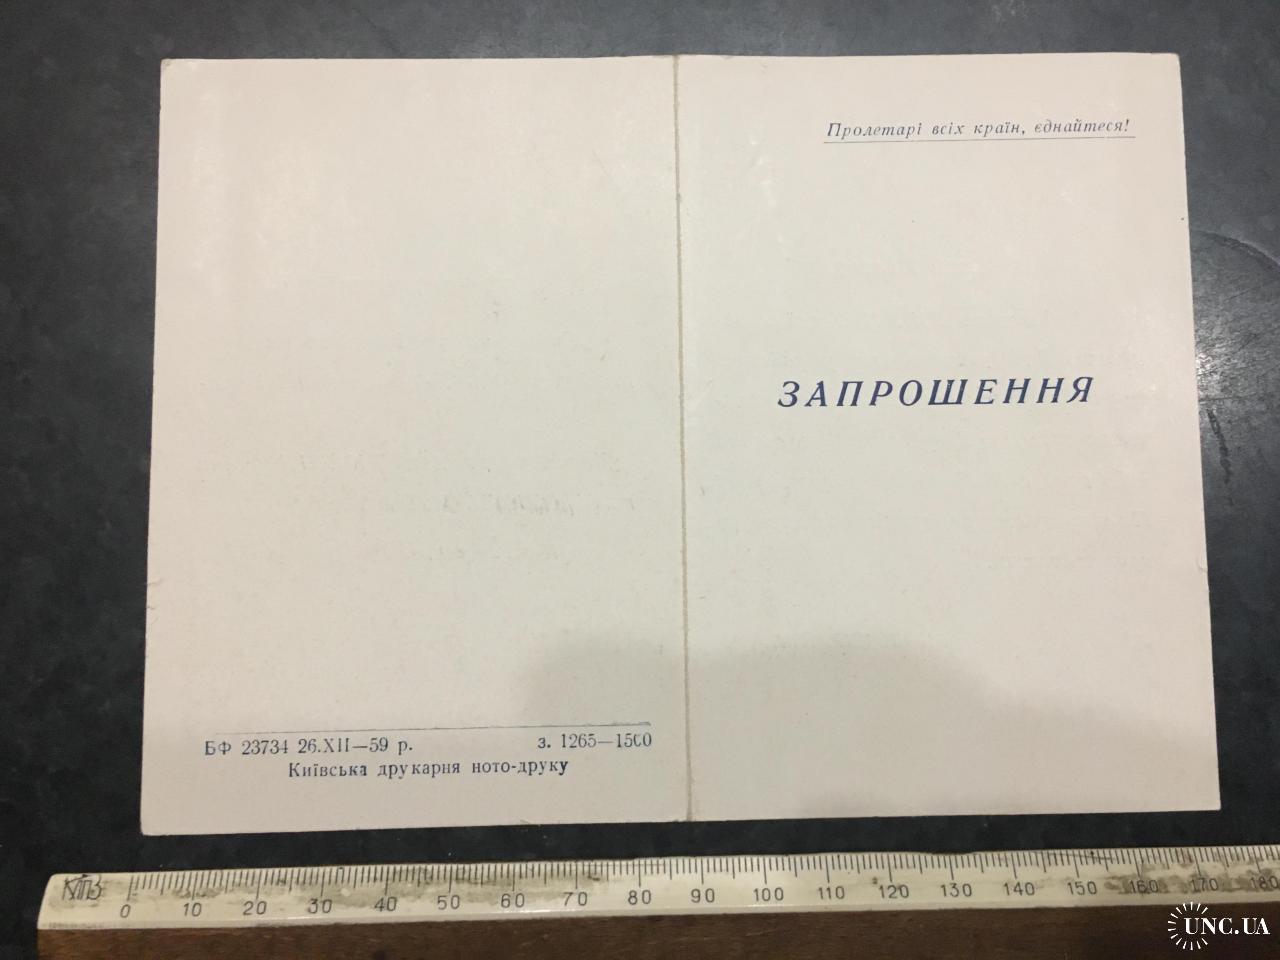 Пролетарі всіх країн, єднайтеся!
ЗАПРОШЕННЯ
БФ 23734 26.XII—59 р. з. 1265—1500
Київська друкарня ното-друку
0 10 20 30 40 50 60 70 80 90 100 110 120 130 140 150 160 170 180
UNC.UA